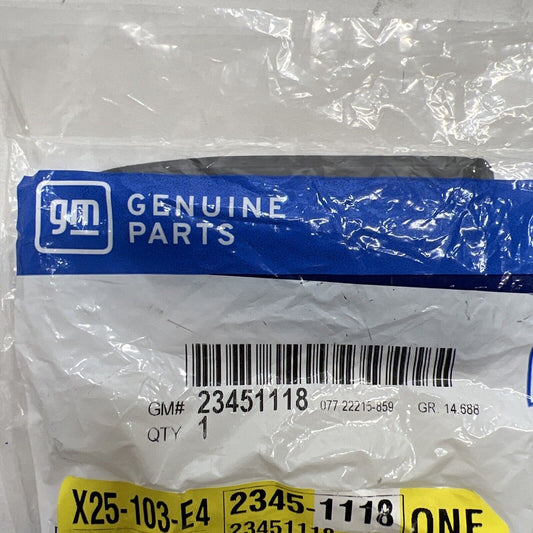 gm
GENUINE
PARTS
GM# 23451118 077 22215-859 GR. 14.688
QTY 1
X25-103-E4 2345-1118 ONE
23451118